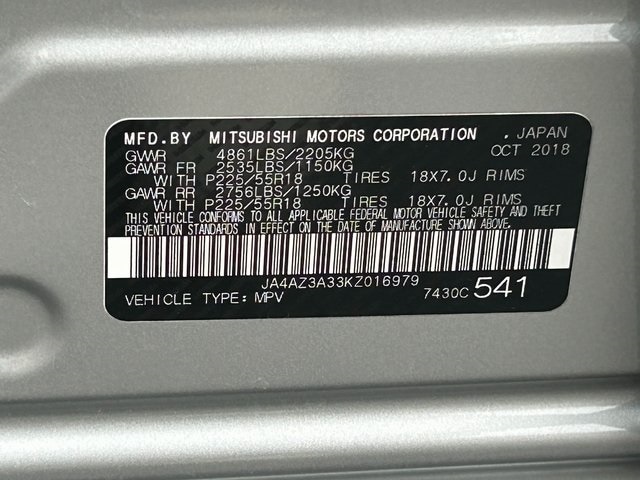 MFD.BY MITSUBISHI MOTORS CORPORATION . JAPAN
GVWR 4861LBS/2205KG OCT 2018
GAWR FR 2535LBS/1150KG
WITH P225/55R18 TIRES 18X7.0J RIMS
GAWR RR 2756LBS/1250KG
WITH P225/55R18 TIRES 18X7.0J RIMS
THIS VEHICLE CONFORMS TO ALL APPLICABLE FEDERAL MOTOR VEHICLE SAFETY AND THEFT
PREVENTION STANDARDS IN EFFECT ON THE DATE OF MANUFACTURE SHOWN ABOVE.
JA4AZ3A33KZ016979
VEHICLE TYPE: MPV 7430C 541